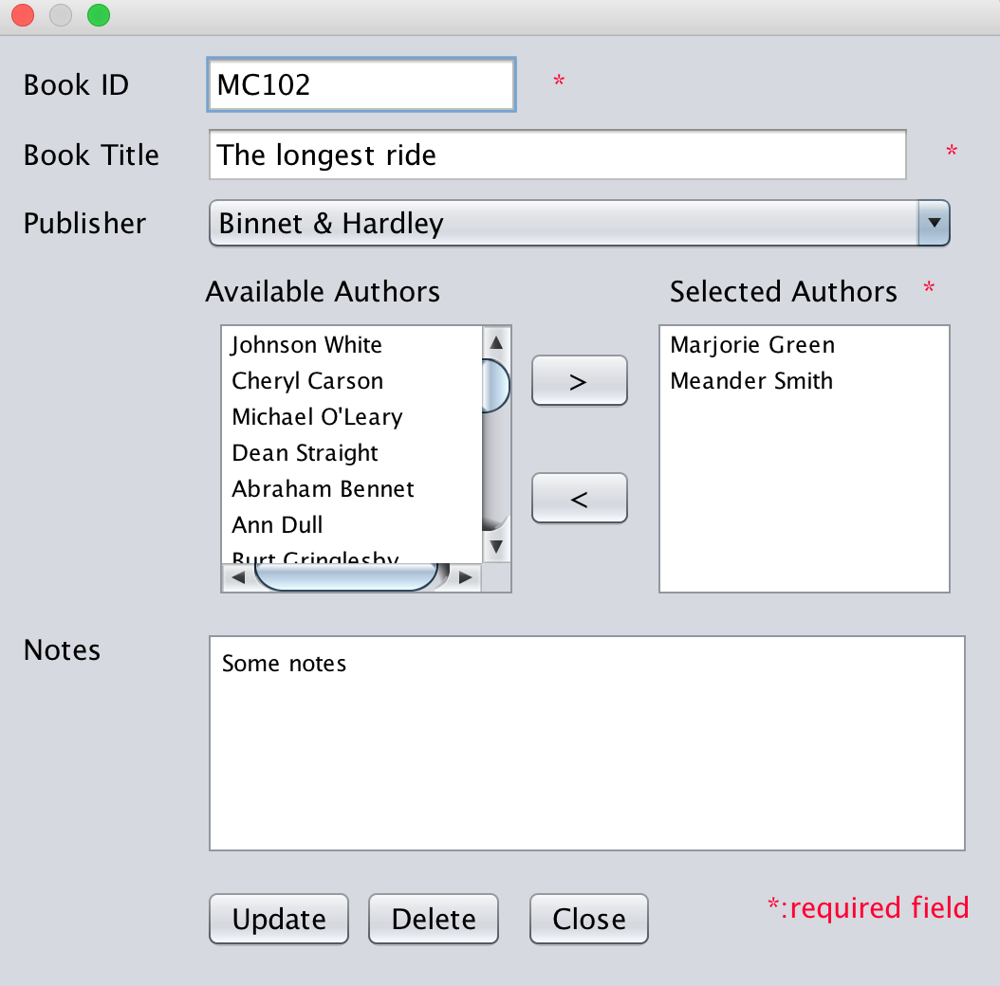 Book ID MC102 *
Book Title The longest ride *
Publisher Binnet & Hardley
Available Authors
Johnson White
Cheryl Carson
Michael O'Leary
Dean Straight
Abraham Bennet
Ann Dull
Burt Gringlesby
>
<
Selected Authors *
Marjorie Green
Meander Smith
Notes
Some notes
Update Delete Close
*:required field